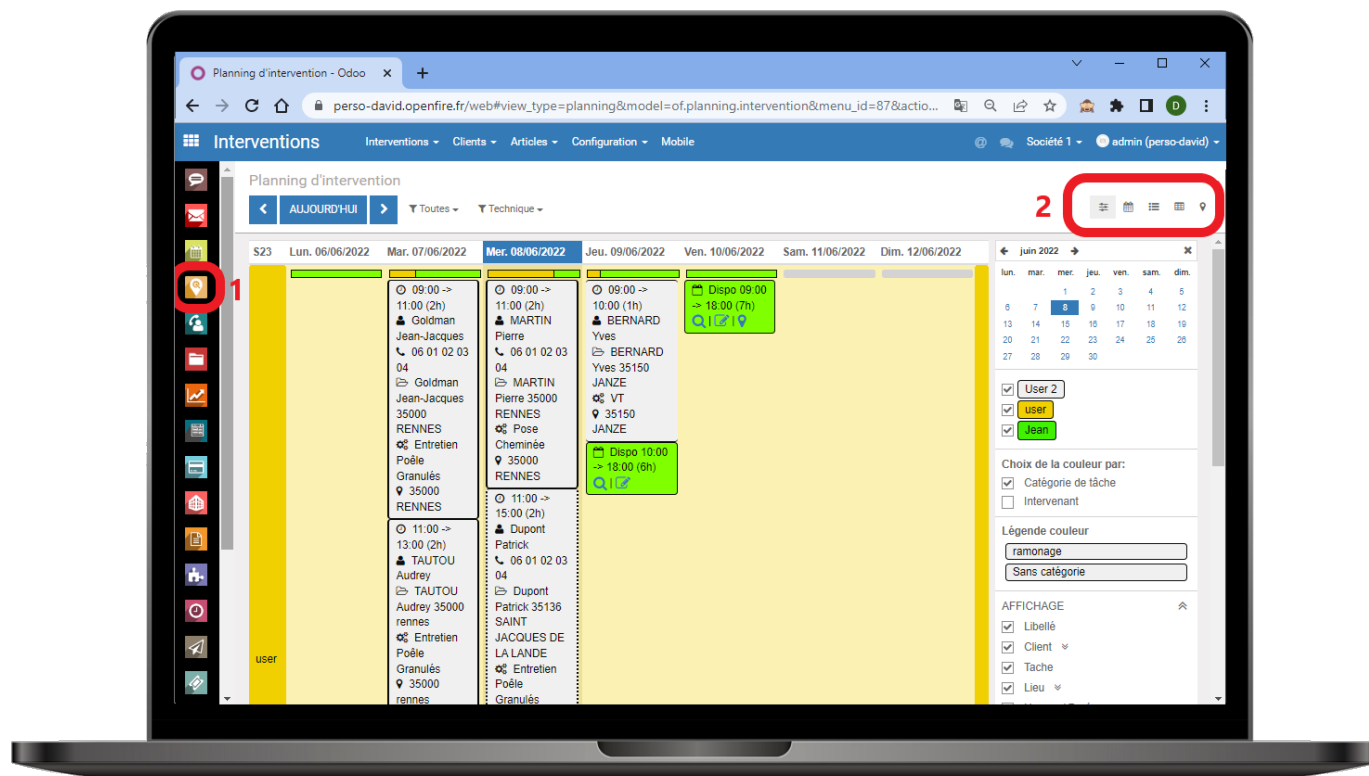 Planning d'intervention - Odoo
perso-david.openfire.fr/web#view_type=planning&model=of.planning.intervention&menu_id=87&actio...
D
Interventions
Interventions
Clients
Articles
Configuration
Mobile
Société 1
admin (perso-david)
Planning d'intervention
AUJOURD'HUI
Toutes
Technique
2
1
S23 Lun. 06/06/2022 Mar. 07/06/2022 Mer. 08/06/2022 Jeu. 09/06/2022 Ven. 10/06/2022 Sam. 11/06/2022 Dim. 12/06/2022
user
09:00 ->
11:00 (2h)
Goldman
Jean-Jacques
06 01 02 03
04
Goldman
Jean-Jacques
35000
RENNES
Entretien
Poêle
Granulés
35000
RENNES
11:00 ->
13:00 (2h)
TAUTOU
Audrey
TAUTOU
Audrey 35000
rennes
Entretien
Poêle
Granulés
35000
rennes
09:00 ->
11:00 (2h)
MARTIN
Pierre
06 01 02 03
04
MARTIN
Pierre 35000
RENNES
Pose
Cheminée
35000
RENNES
11:00 ->
15:00 (2h)
Dupont
Patrick
06 01 02 03
04
Dupont
Patrick 35136
SAINT
JACQUES DE
LA LANDE
Entretien
Poêle
Granulés
09:00 ->
10:00 (1h)
BERNARD
Yves
BERNARD
Yves 35150
JANZE
VT
35150
JANZE
Dispo 10:00
-> 18:00 (6h)
Dispo 09:00
-> 18:00 (7h)
juin 2022
lun. mar. mer. jeu. ven. sam. dim.
1 2 3 4 5
6 7 8 9 10 11 12
13 14 15 16 17 18 19
20 21 22 23 24 25 26
27 28 29 30
User 2
user
Jean
Choix de la couleur par:
Catégorie de tâche
Intervenant
Légende couleur
ramonage
Sans catégorie
AFFICHAGE
Libellé
Client
Tache
Lieu